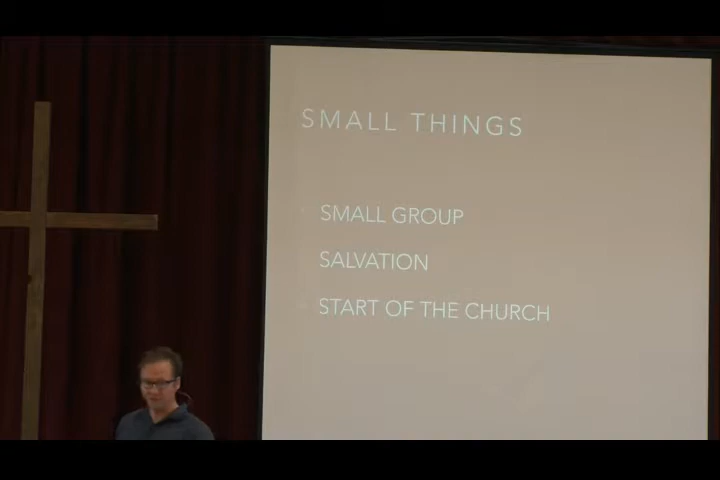 SMALL THINGS
SMALL GROUP
SALVATION
START OF THE CHURCH